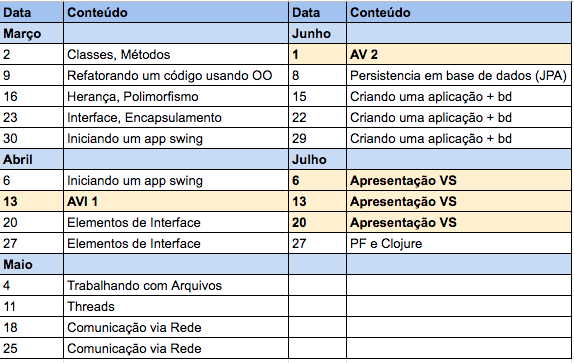 Data Conteúdo Data Conteúdo
Março Junho
2 Classes, Métodos 1 AV 2
9 Refatorando um código usando OO 8 Persistencia em base de dados (JPA)
16 Herança, Polimorfismo 15 Criando uma aplicação + bd
23 Interface, Encapsulamento 22 Criando uma aplicação + bd
30 Iniciando um app swing 29 Criando uma aplicação + bd
Abril Julho
6 Iniciando um app swing 6 Apresentação VS
13 AVI 1 13 Apresentação VS
20 Elementos de Interface 20 Apresentação VS
27 Elementos de Interface 27 PF e Clojure
Maio
4 Trabalhando com Arquivos
11 Threads
18 Comunicação via Rede
25 Comunicação via Rede